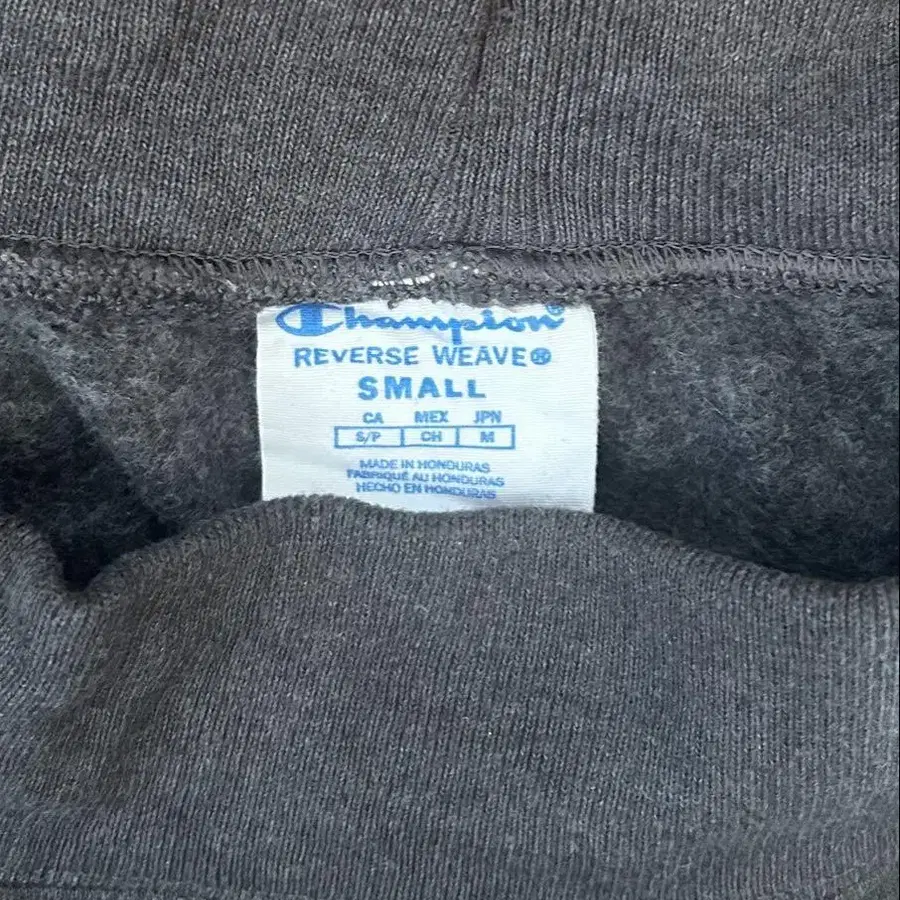 Champion®
REVERSE WEAVE®
SMALL
CA MEX JPN
S/P CH M
MADE IN HONDURAS
FABRIQUÉ AU HONDURAS
HECHO EN HONDURAS